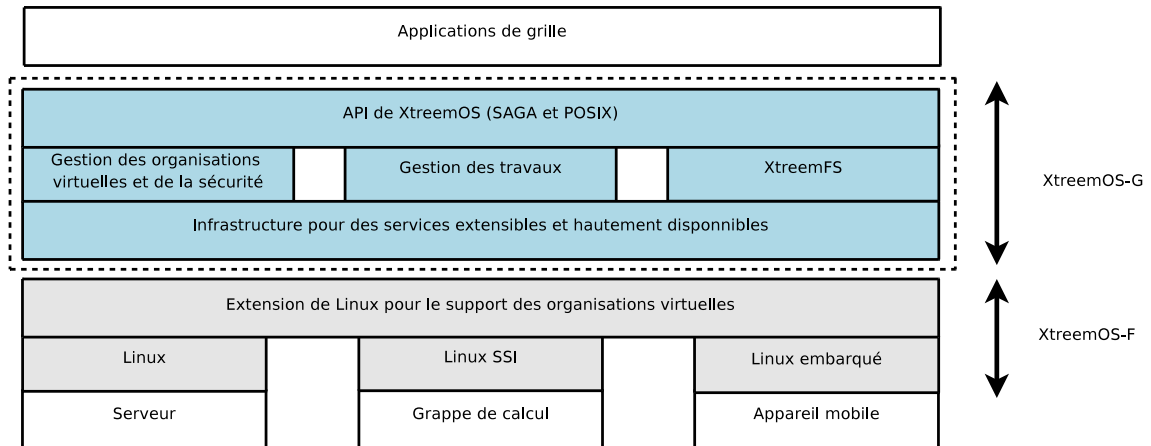 Applications de grille
API de XtreemOS (SAGA et POSIX)
Gestion des organisations
virtuelles et de la sécurité
Gestion des travaux
XtreemFS
Infrastructure pour des services extensibles et hautement disponnibles
XtreemOS-G
Extension de Linux pour le support des organisations virtuelles
XtreemOS-F
Linux
Linux SSI
Linux embarqué
Serveur
Grappe de calcul
Appareil mobile